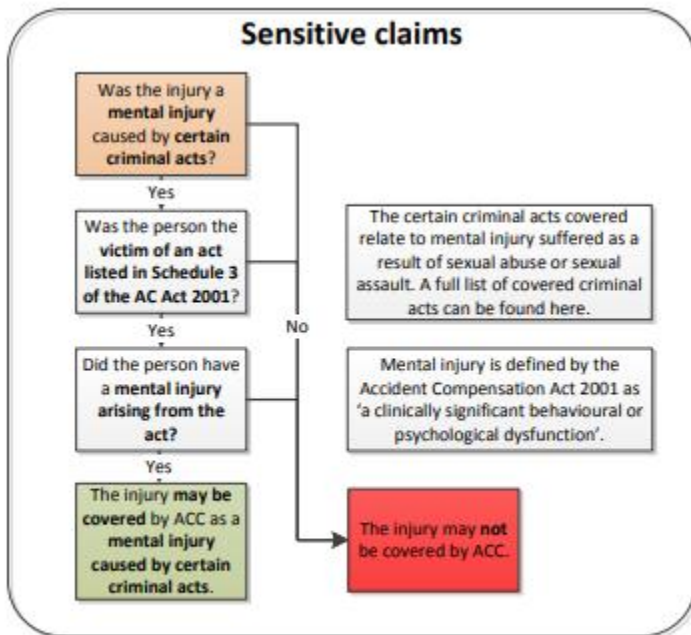 Sensitive claims
Was the injury a
mental injury
caused by certain
criminal acts?
Yes
Was the person the
victim of an act
listed in Schedule 3
of the AC Act 2001?
Yes
Did the person have
a mental injury
arising from the
act?
Yes
The injury may be
covered by ACC as a
mental injury
caused by certain
criminal acts.
No
The certain criminal acts covered
relate to mental injury suffered as a
result of sexual abuse or sexual
assault. A full list of covered criminal
acts can be found here.
Mental injury is defined by the
Accident Compensation Act 2001 as
‘a clinically significant behavioural or
psychological dysfunction’.
The injury may not
be covered by ACC.